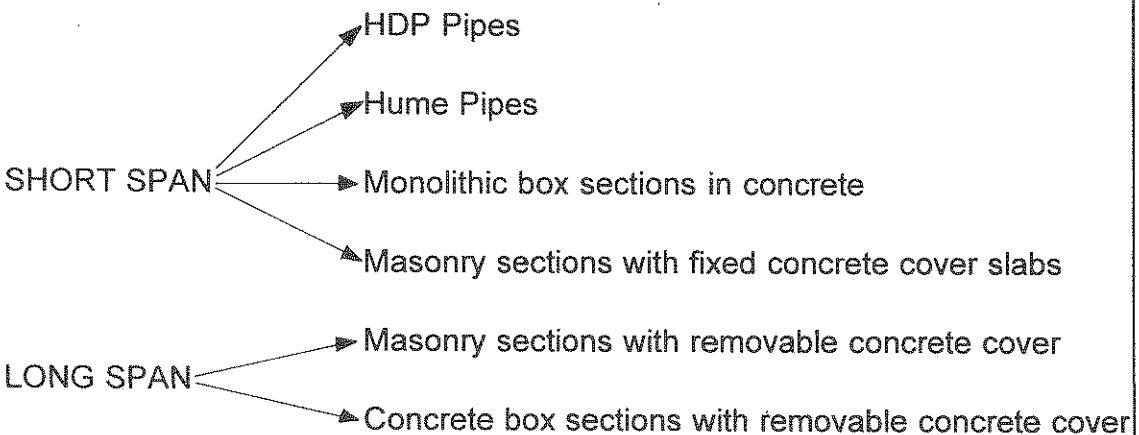 HDP Pipes
Hume Pipes
SHORT SPAN
Monolithic box sections in concrete
Masonry sections with fixed concrete cover slabs
Masonry sections with removable concrete cover
LONG SPAN
Concrete box sections with removable concrete cover